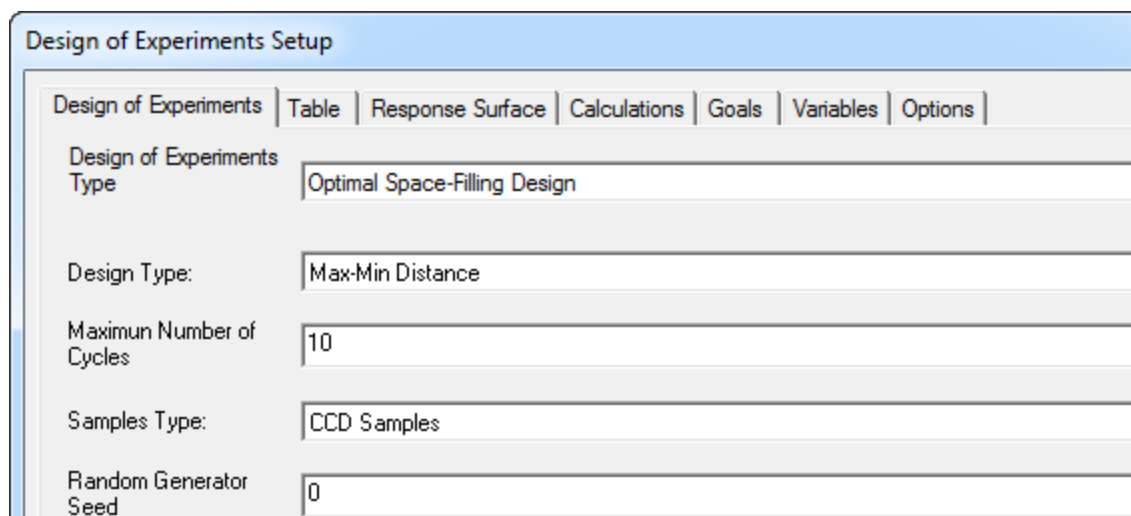 Design of Experiments Setup
Design of Experiments Table Response Surface Calculations Goals Variables Options
Design of Experiments
Type
Optimal Space-Filling Design
Design Type:
Max-Min Distance
Maximun Number of
Cycles
10
Samples Type:
CCD Samples
Random Generator
Seed
0